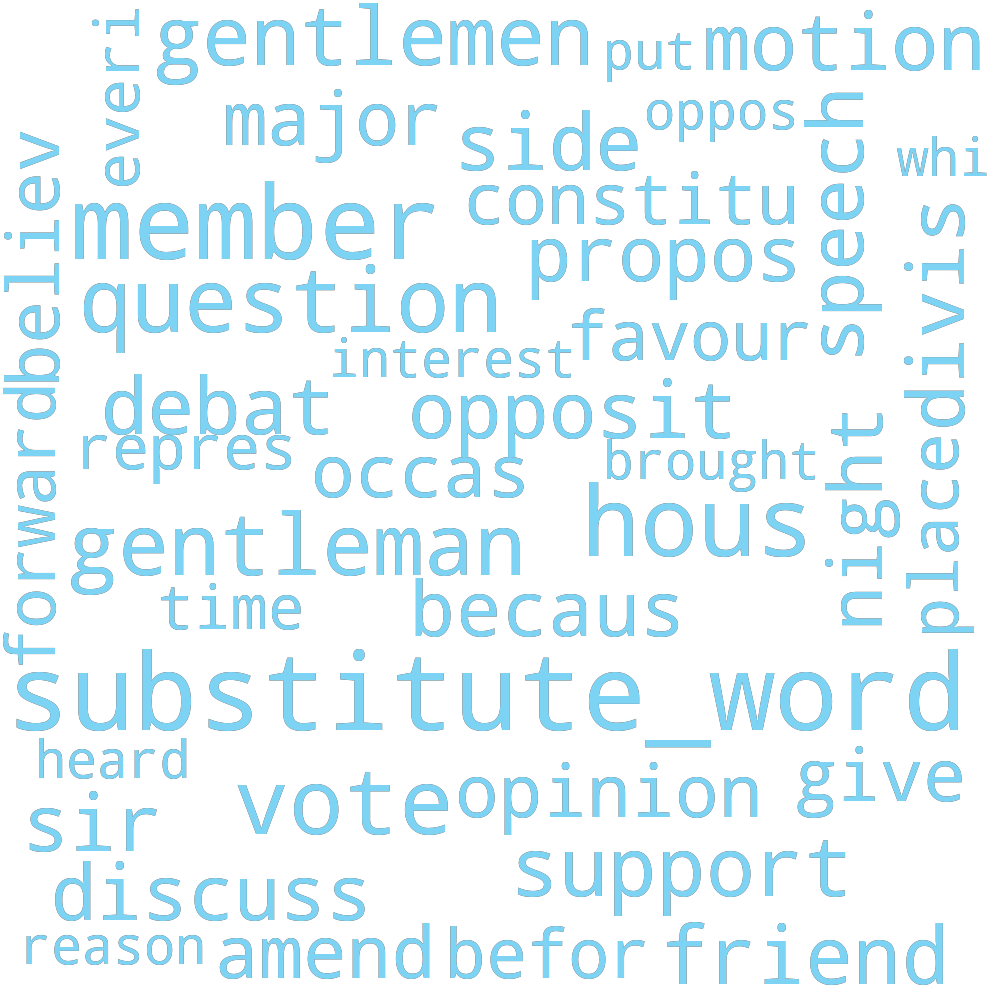 gentlemen
put
motion
everi
major
oppos
side
speech
whi
believ
member
constitu
propos
divis
question
favour
interest
debat
opposit
repres
brought
occas
forward
night
placed
hous
gentleman
time
becaus
substitute_word
heard
vote
opinion
give
sir
support
discuss
reason
amend
befor
friend